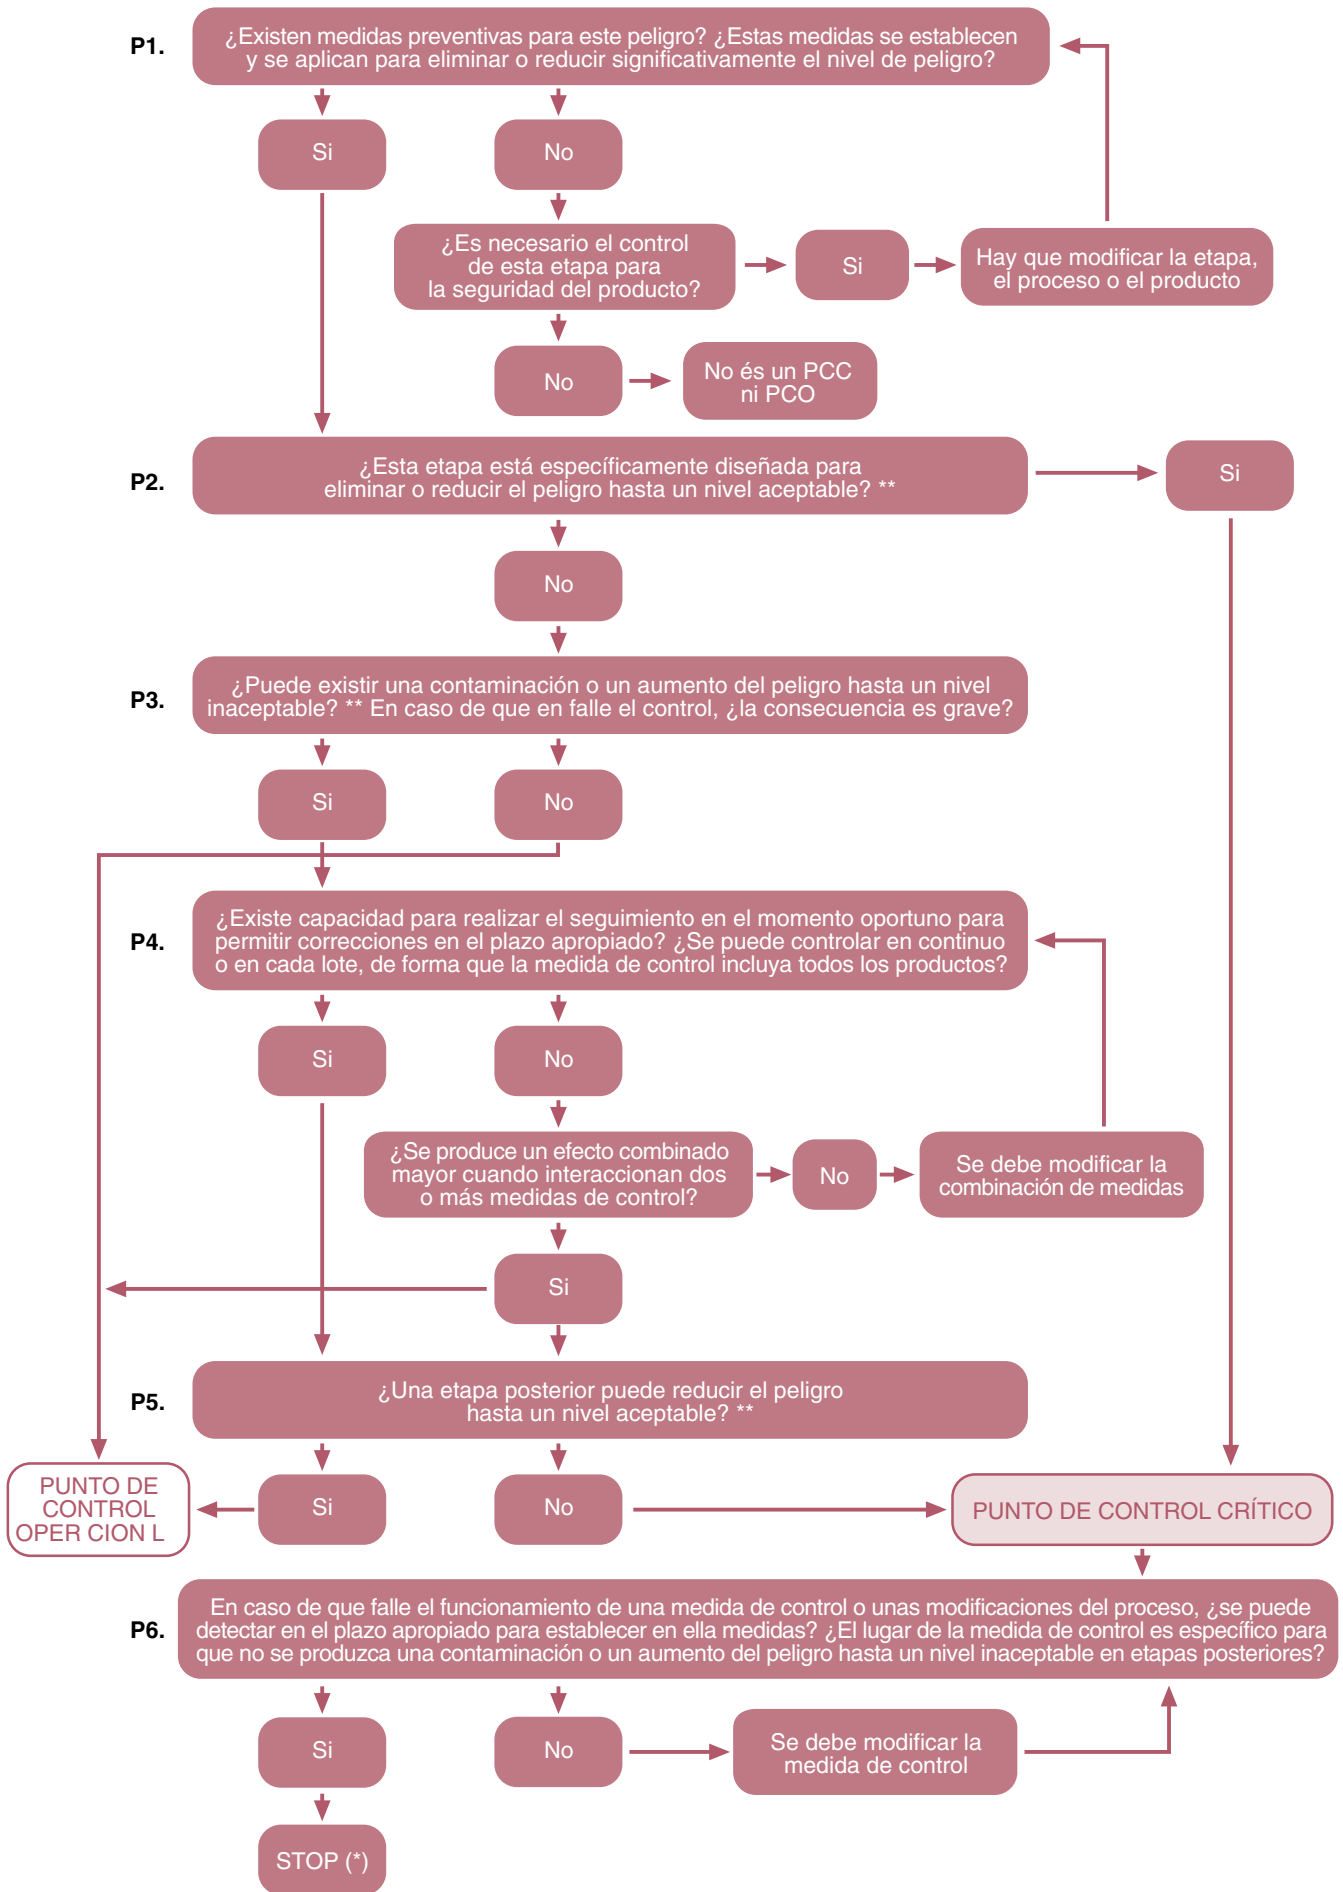 P1.
¿Existen medidas preventivas para este peligro? ¿Estas medidas se establecen
y se aplican para eliminar o reducir significativamente el nivel de peligro?
Si
No
¿Es necesario el control
de esta etapa para
la seguridad del producto?
Si
Hay que modificar la etapa,
el proceso o el producto
No
No és un PCC
ni PCO
P2.
¿Esta etapa está específicamente diseñada para
eliminar o reducir el peligro hasta un nivel aceptable? **
Si
No
P3.
¿Puede existir una contaminación o un aumento del peligro hasta un nivel
inaceptable? ** En caso de que en falle el control, ¿la consecuencia es grave?
Si
No
P4.
¿Existe capacidad para realizar el seguimiento en el momento oportuno para
permitir correcciones en el plazo apropiado? ¿Se puede controlar en continuo
o en cada lote, de forma que la medida de control incluya todos los productos?
Si
No
¿Se produce un efecto combinado
mayor cuando interaccionan dos
o más medidas de control?
No
Se debe modificar la
combinación de medidas
Si
P5.
¿Una etapa posterior puede reducir el peligro
hasta un nivel aceptable? **
PUNTO DE
CONTROL
OPER CION L
Si
No
PUNTO DE CONTROL CRÍTICO
P6.
En caso de que falle el funcionamiento de una medida de control o unas modificaciones del proceso, ¿se puede
detectar en el plazo apropiado para establecer en ella medidas? ¿El lugar de la medida de control es específico para
que no se produzca una contaminación o un aumento del peligro hasta un nivel inaceptable en etapas posteriores?
Si
No
Se debe modificar la
medida de control
STOP (*)